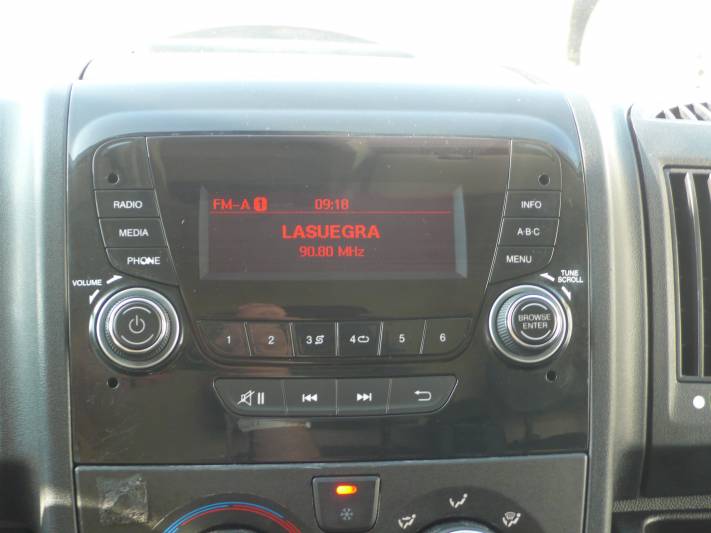 FM-A 1 09:18
LASUEGRA
90.80 MHz
RADIO
MEDIA
PHONE
INFO
A·B·C
MENU
VOLUME
TUNE
SCROLL
BROWSE
ENTER
1 2 3 4 5 6